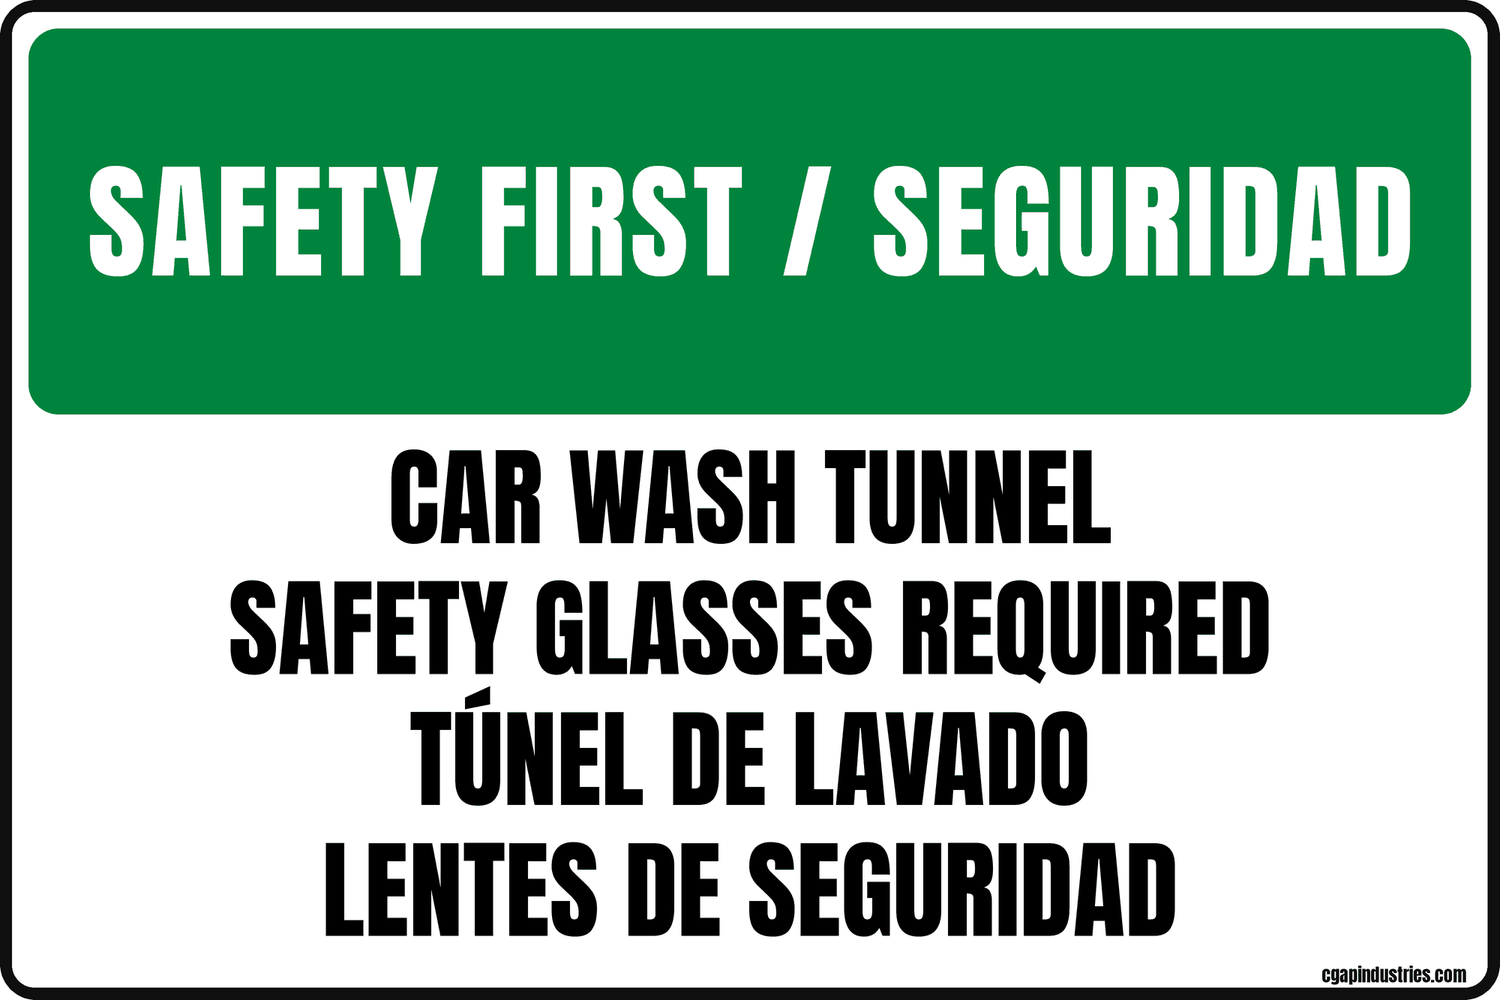 SAFETY FIRST / SEGURIDAD
CAR WASH TUNNEL
SAFETY GLASSES REQUIRED
TÚNEL DE LAVADO
LENTES DE SEGURIDAD
cgapindustries.com